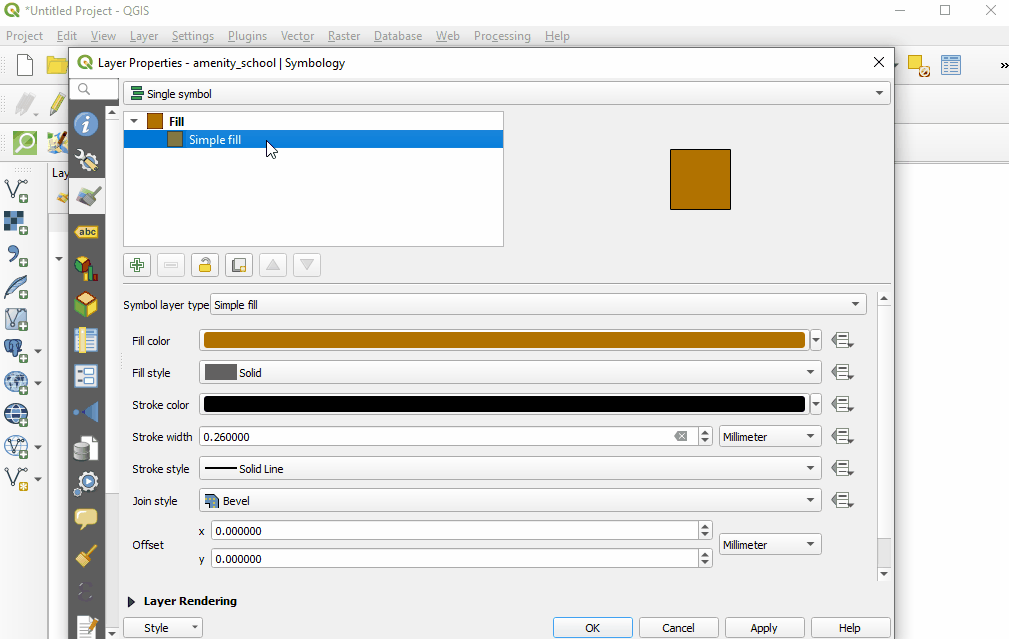 *Untitled Project - QGIS
Project Edit View Layer Settings Plugins Vector Raster Database Web Processing Help
Layer Properties - amenity_school | Symbology
Single symbol
Fill
Simple fill
Lay
abc
Symbol layer type Simple fill
Fill color
Fill style Solid
Stroke color
Stroke width 0.260000 Millimeter
Stroke style Solid Line
Join style Bevel
x 0.000000
Offset Millimeter
y 0.000000
Layer Rendering
Style OK Cancel Apply Help